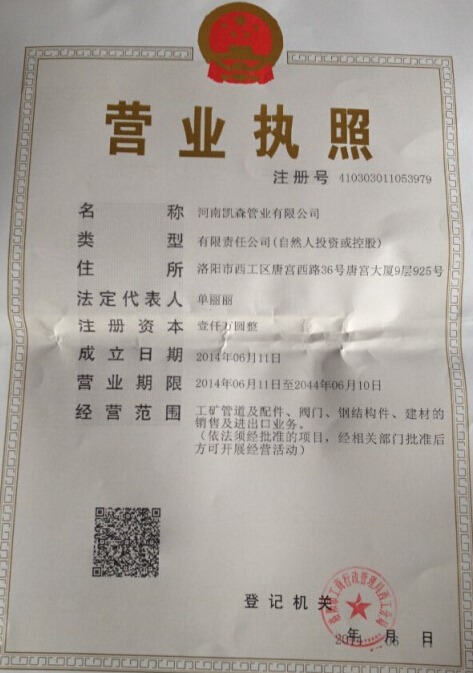 营业执照
注册号 410303011053979
名称 河南凯森管业有限公司
类型 有限责任公司(自然人投资或控股)
住所 洛阳市西工区唐宫西路36号唐宫大厦9层925号
法定代表人 单丽丽
注册资本 壹仟万圆整
成立日期 2014年06月11日
营业期限 2014年06月11日至2044年06月10日
经营范围 工矿管道及配件、阀门、钢结构件、建材的
销售及进出口业务。
(依法须经批准的项目，经相关部门批准后
方可开展经营活动)
登记机关
年 月 日